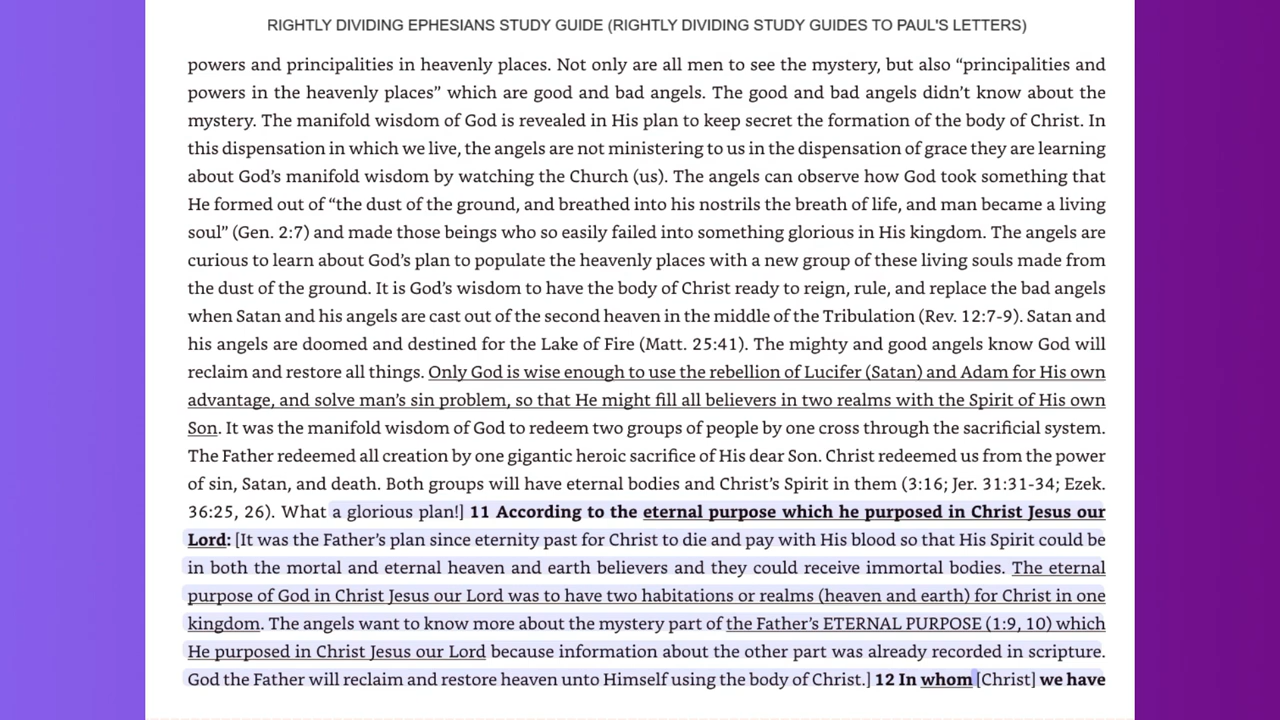 RIGHTLY DIVIDING EPHESIANS STUDY GUIDE (RIGHTLY DIVIDING STUDY GUIDES TO PAUL'S LETTERS)
powers and principalities in heavenly places. Not only are all men to see the mystery, but also “principalities and
powers in the heavenly places” which are good and bad angels. The good and bad angels didn’t know about the
mystery. The manifold wisdom of God is revealed in His plan to keep secret the formation of the body of Christ. In
this dispensation in which we live, the angels are not ministering to us in the dispensation of grace they are learning
about God’s manifold wisdom by watching the Church (us). The angels can observe how God took something that
He formed out of “the dust of the ground, and breathed into his nostrils the breath of life, and man became a living
soul” (Gen. 2:7) and made those beings who so easily failed into something glorious in His kingdom. The angels are
curious to learn about God’s plan to populate the heavenly places with a new group of these living souls made from
the dust of the ground. It is God’s wisdom to have the body of Christ ready to reign, rule, and replace the bad angels
when Satan and his angels are cast out of the second heaven in the middle of the Tribulation (Rev. 12:7-9). Satan and
his angels are doomed and destined for the Lake of Fire (Matt. 25:41). The mighty and good angels know God will
reclaim and restore all things. Only God is wise enough to use the rebellion of Lucifer (Satan) and Adam for His own
advantage, and solve man’s sin problem, so that He might fill all believers in two realms with the Spirit of His own
Son. It was the manifold wisdom of God to redeem two groups of people by one cross through the sacrificial system.
The Father redeemed all creation by one gigantic heroic sacrifice of His dear Son. Christ redeemed us from the power
of sin, Satan, and death. Both groups will have eternal bodies and Christ’s Spirit in them (3:16; Jer. 31:31-34; Ezek.
36:25, 26). What a glorious plan!] 11 According to the eternal purpose which he purposed in Christ Jesus our
Lord: [It was the Father’s plan since eternity past for Christ to die and pay with His blood so that His Spirit could be
in both the mortal and eternal heaven and earth believers and they could receive immortal bodies. The eternal
purpose of God in Christ Jesus our Lord was to have two habitations or realms (heaven and earth) for Christ in one
kingdom. The angels want to know more about the mystery part of the Father’s ETERNAL PURPOSE (1:9, 10) which
He purposed in Christ Jesus our Lord because information about the other part was already recorded in scripture.
God the Father will reclaim and restore heaven unto Himself using the body of Christ.] 12 In whom [Christ] we have